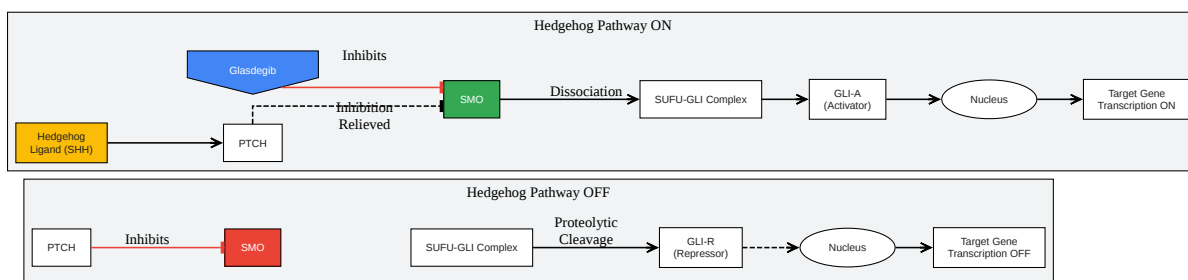 Hedgehog Pathway ON
Glasdegib
Inhibits
SMO
Dissociation
SUFU-GLI Complex
GLI-A
(Activator)
Nucleus
Target Gene
Transcription ON
Inhibition
Relieved
Hedgehog
Ligand (SHH)
PTCH
Hedgehog Pathway OFF
PTCH
Inhibits
SMO
SUFU-GLI Complex
Proteolytic
Cleavage
GLI-R
(Repressor)
Nucleus
Target Gene
Transcription OFF